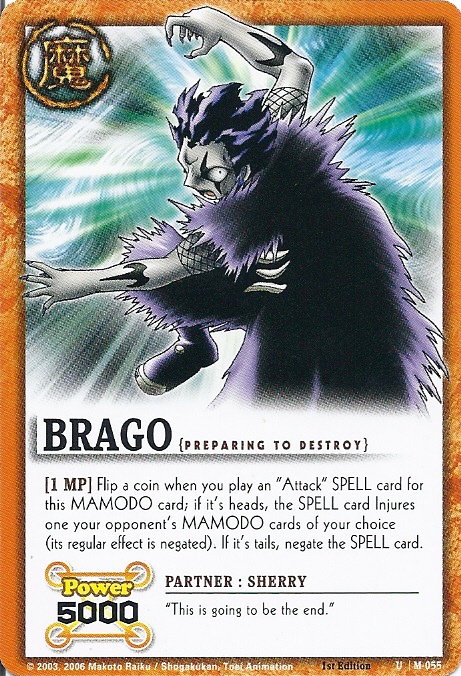 魔
BRAGO {PREPARING TO DESTROY}
[1 MP] Flip a coin when you play an "Attack" SPELL card for
this MAMODO card; if it's heads, the SPELL card Injures
one your opponent's MAMODO cards of your choice
(its regular effect is negated). If it's tails, negate the SPELL card.
Power
5000
PARTNER : SHERRY
"This is going to be the end."
© 2003, 2006 Makoto Raiku / Shogakukan, Toei Animation 1st Edition U | M-055